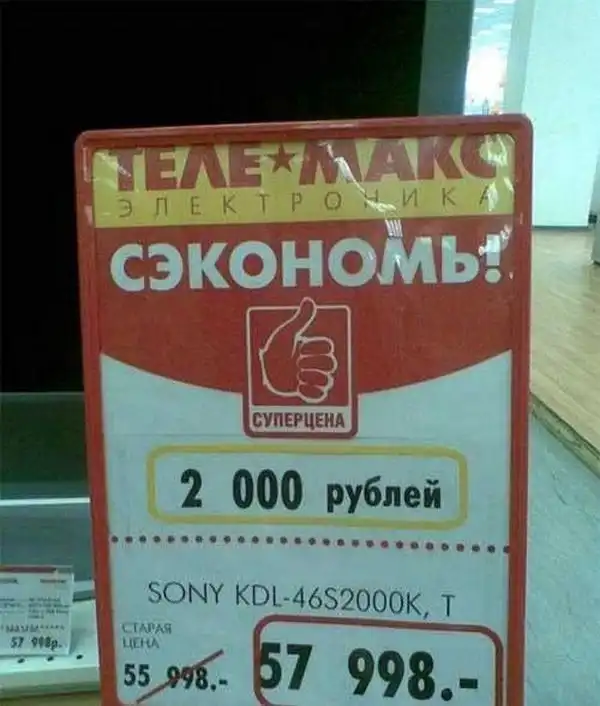 ТЕЛЕ★МАКС
ЭЛЕКТРОНИКА
СЭКОНОМЬ!
СУПЕРЦЕНА
2 000 рублей
SONY KDL-46S2000K, T
СТАРАЯ
ЦЕНА
55 998.-
57 998.-
57 998р.